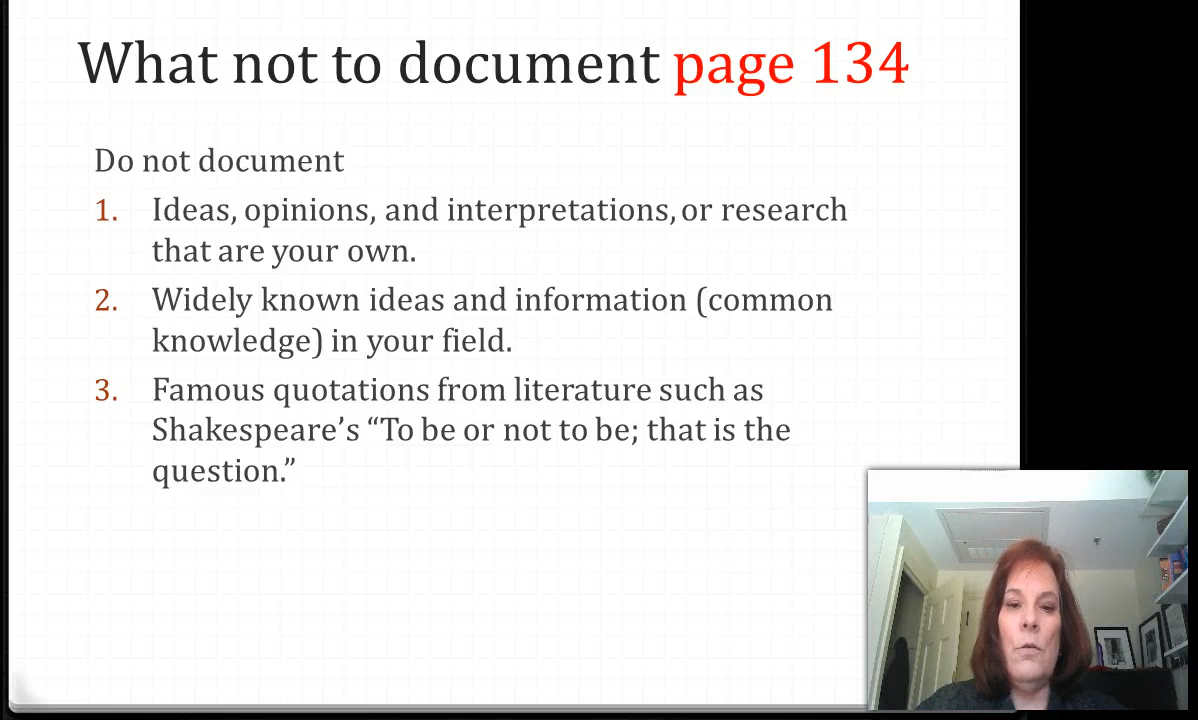 What not to document page 134
Do not document
1. Ideas, opinions, and interpretations, or research
that are your own.
2. Widely known ideas and information (common
knowledge) in your field.
3. Famous quotations from literature such as
Shakespeare’s “To be or not to be; that is the
question.”